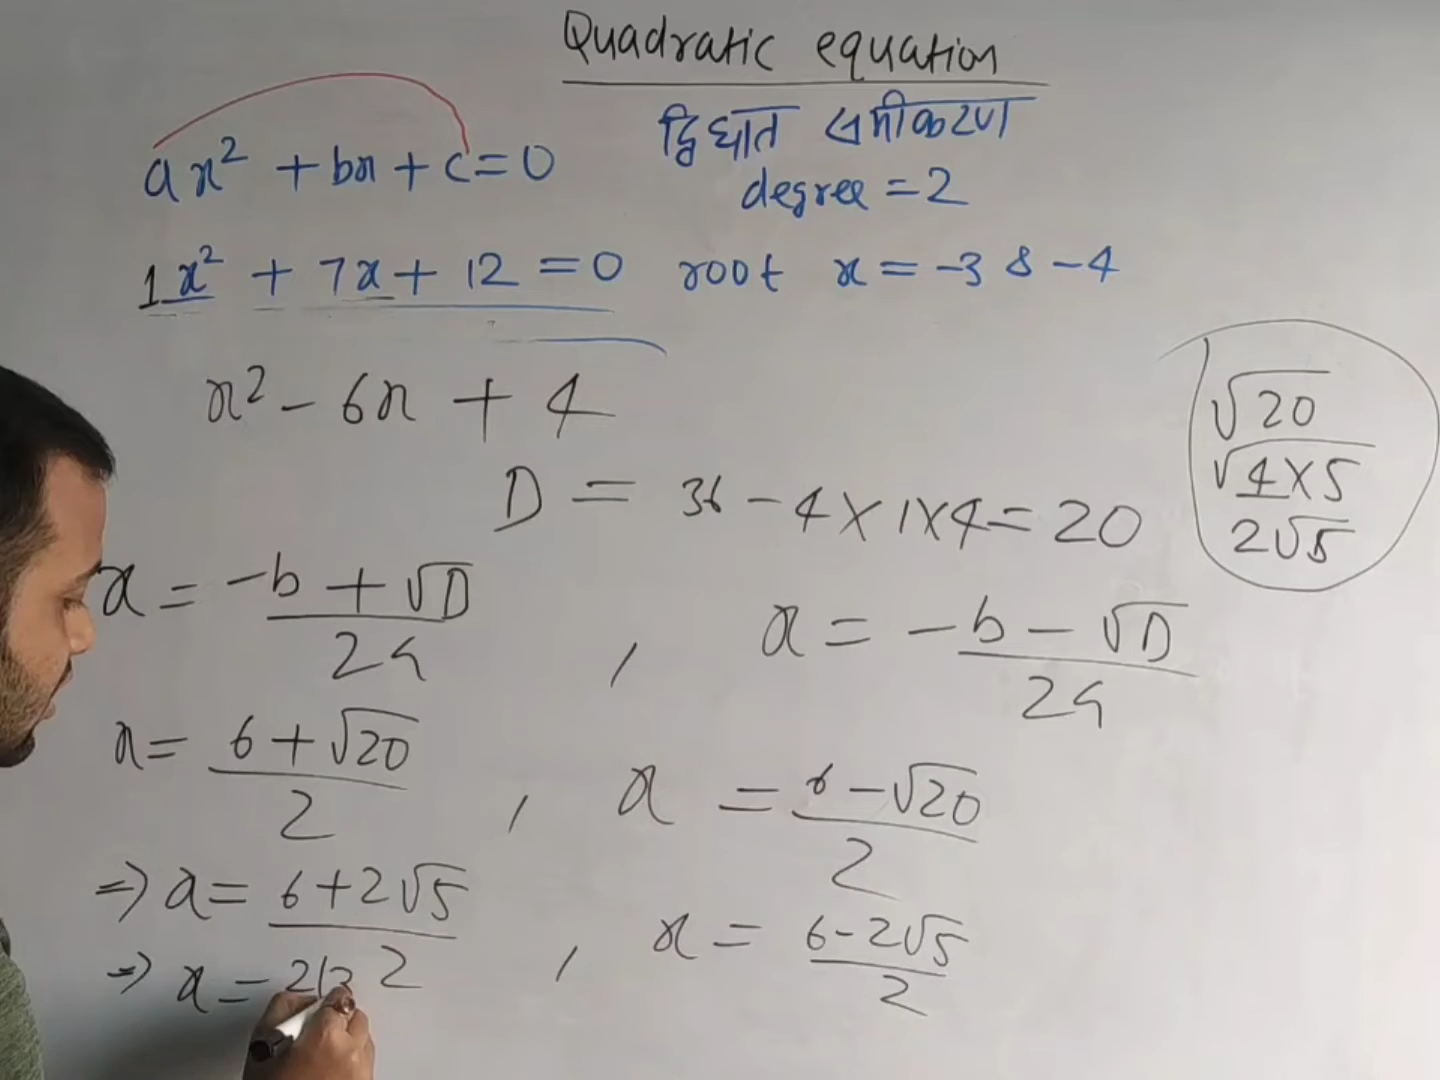 Quadratic equation
द्विघात समीकरण
degree = 2
ax² + bx + c = 0
1x² + 7x + 12 = 0 root x = -3 & -4
x² - 6x + 4
√20
√4×5
2√5
D = 36 - 4×1×4 = 20
x = -b + √D / 2a , x = -b - √D / 2a
x = 6 + √20 / 2 , x = 6 - √20 / 2
⇒ x = 6 + 2√5 / 2 , x = 6 - 2√5 / 2
⇒ x = 2(3